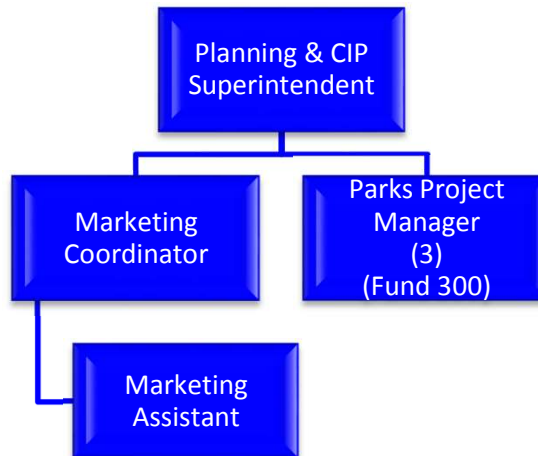 Planning & CIP
Superintendent
Marketing
Coordinator
Parks Project
Manager
(3)
(Fund 300)
Marketing
Assistant